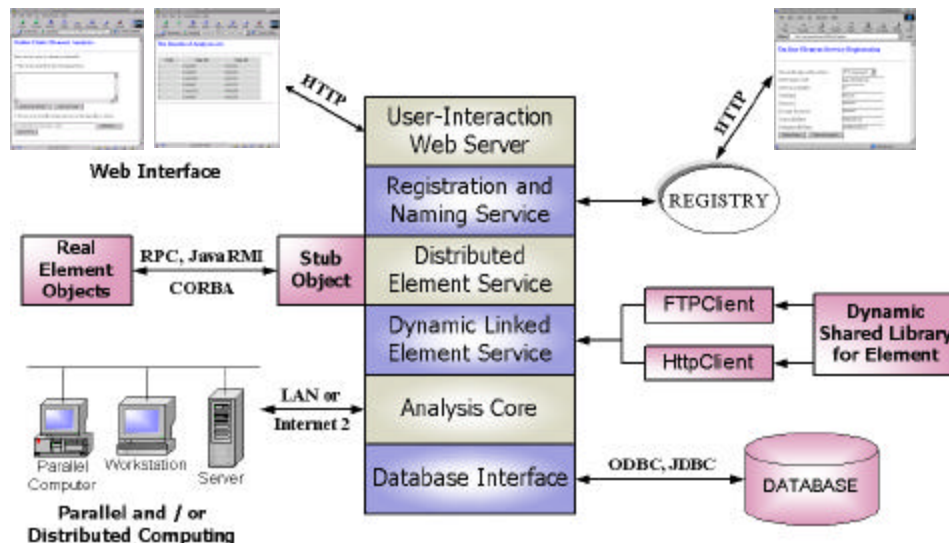 HTTP
User-Interaction
Web Server
HTTP
Web Interface
Registration and
Naming Service
REGISTRY
Real
Element
Objects
RPC, Java RMI
CORBA
Stub
Object
Distributed
Element Service
Dynamic Linked
Element Service
FTPClient
HttpClient
Dynamic
Shared Library
for Element
LAN or
Internet 2
Analysis Core
Parallel
Computer
Workstation
Server
Database Interface
ODBC, JDBC
DATABASE
Parallel and / or
Distributed Computing